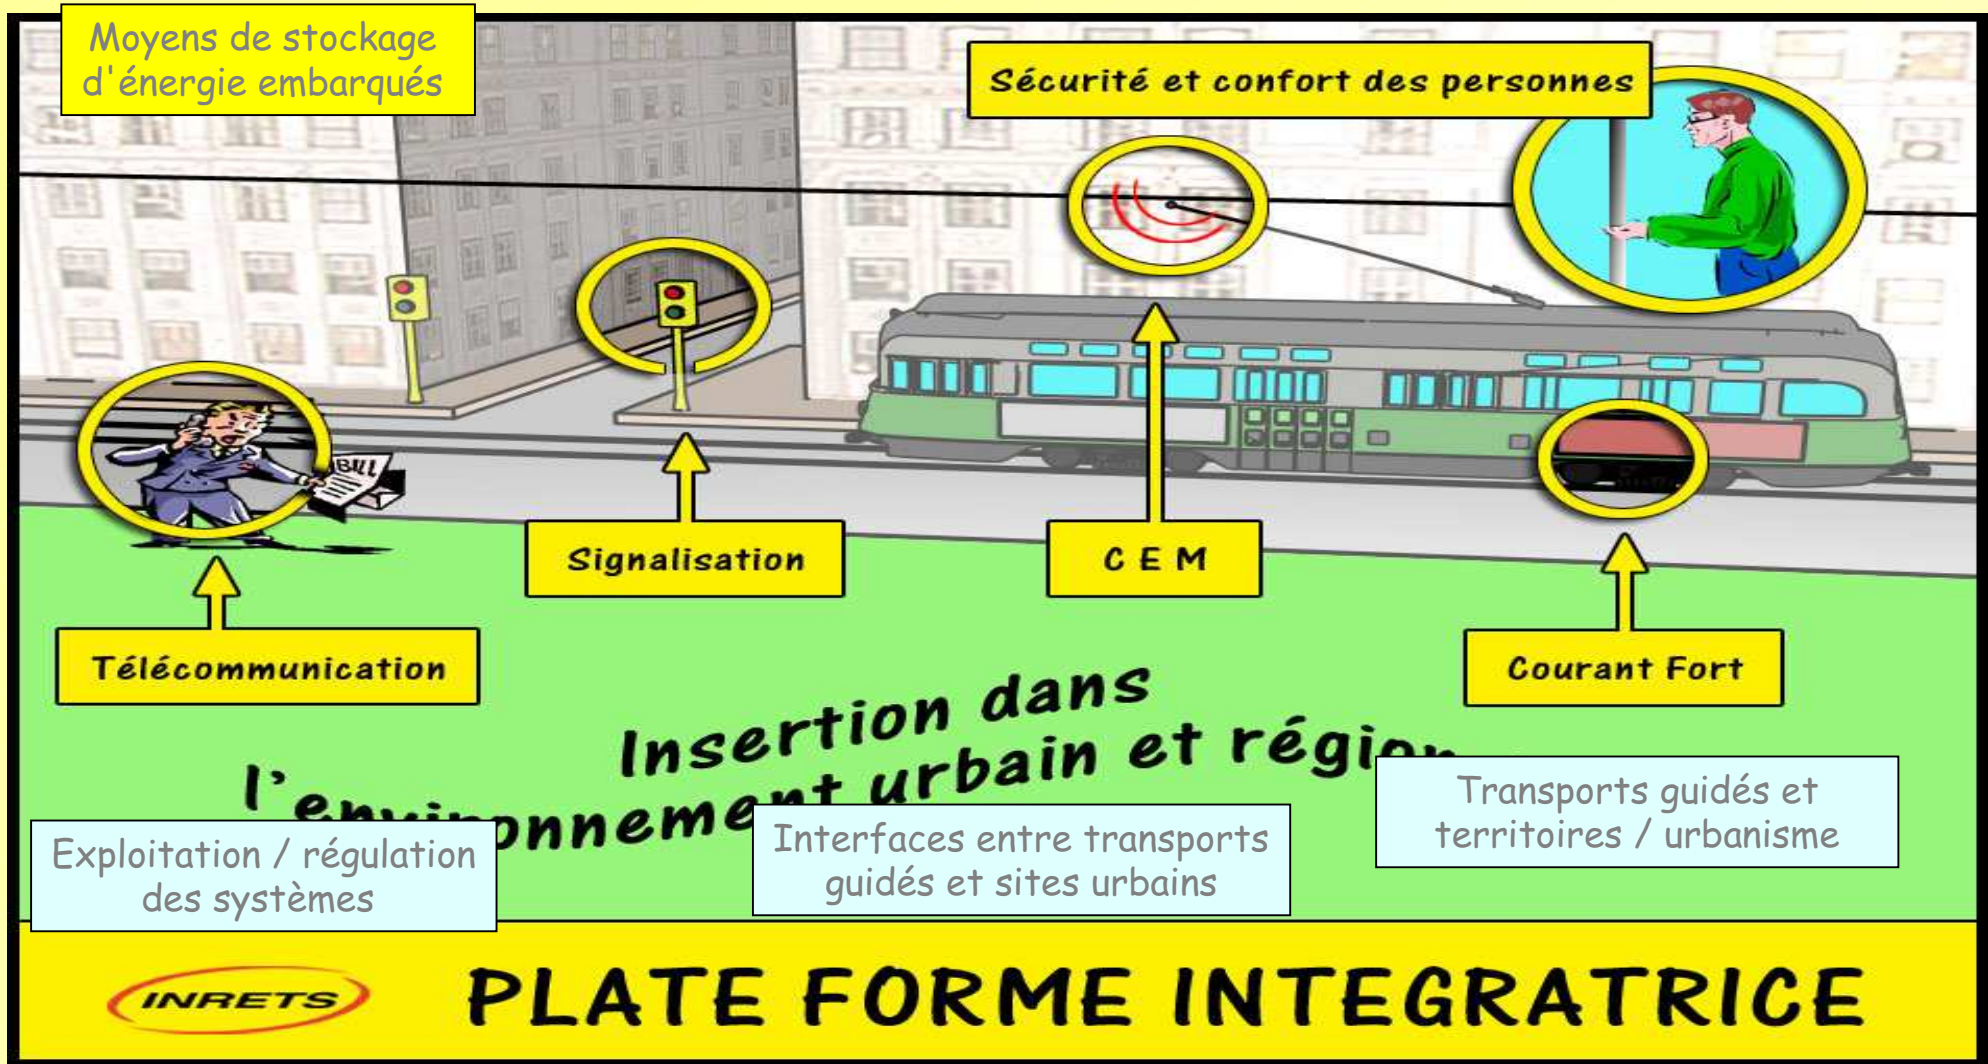 Moyens de stockage
d'énergie embarqués
Sécurité et confort des personnes
BILL
Signalisation
C E M
Télécommunication
Courant Fort
Insertion dans
l'environnement urbain et région
Transports guidés et
territoires / urbanisme
Exploitation / régulation
des systèmes
Interfaces entre transports
guidés et sites urbains
INRETS
PLATE FORME INTEGRATRICE